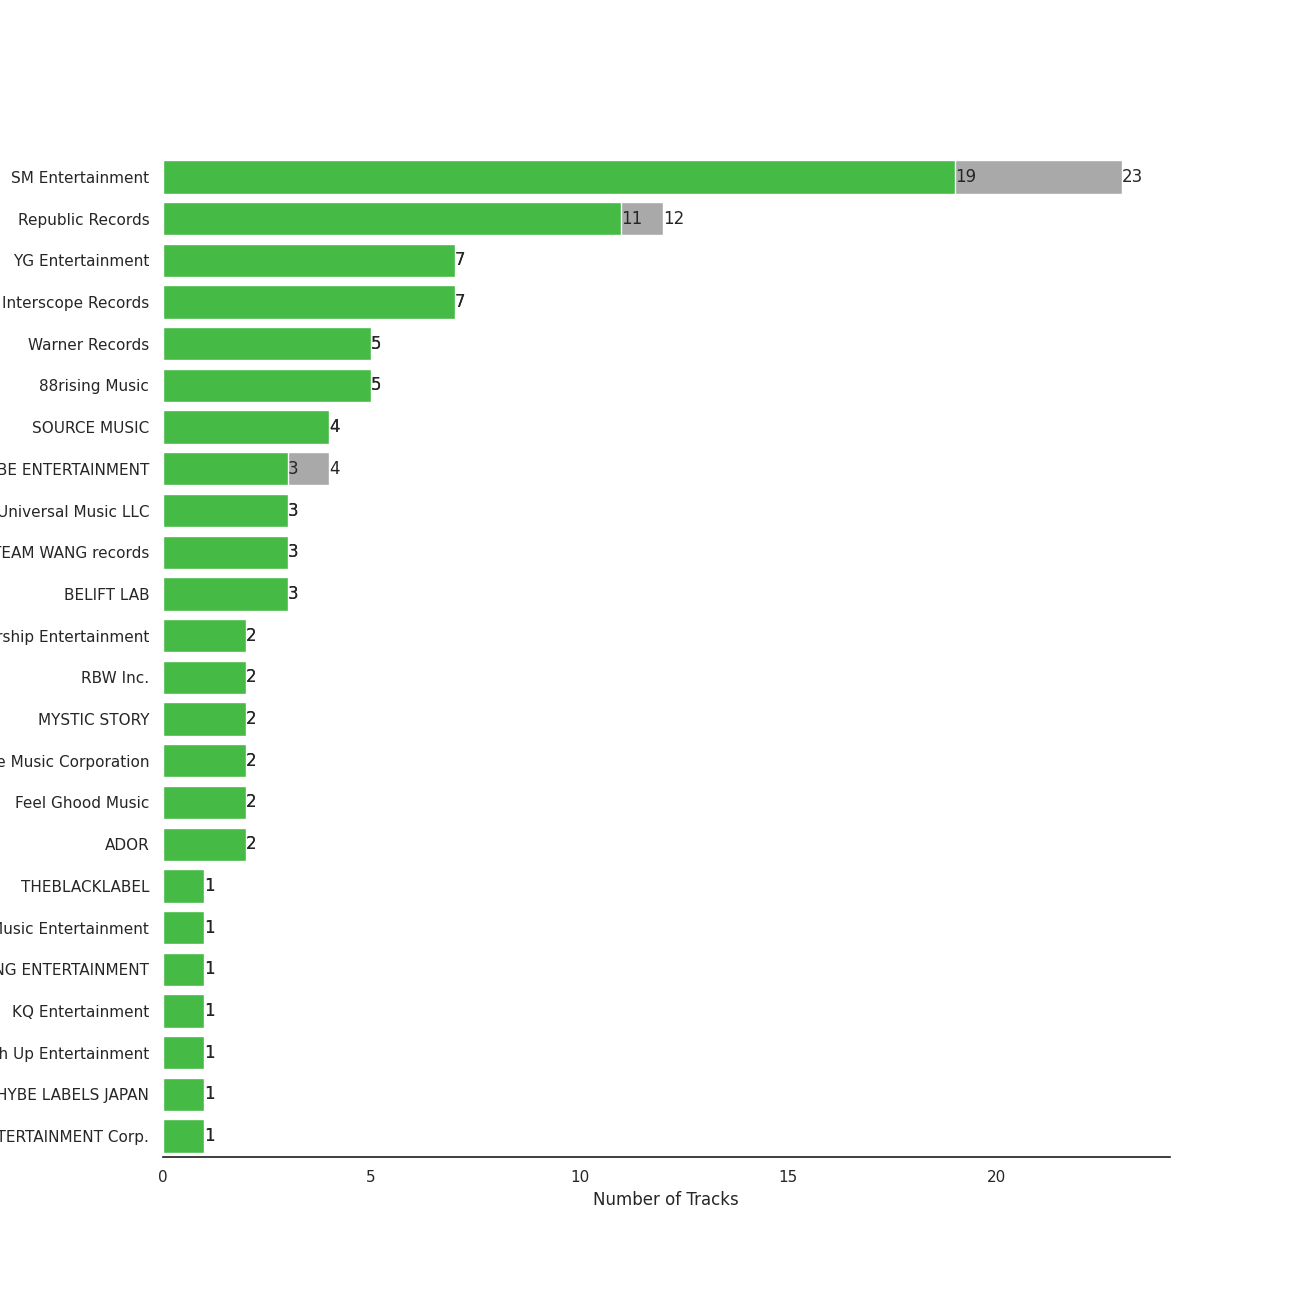 SM Entertainment 19 23
Republic Records 11 12
YG Entertainment 7
Interscope Records 7
Warner Records 5
88rising Music 5
SOURCE MUSIC 4
BE ENTERTAINMENT 3 4
Universal Music LLC 3
TEAM WANG records 3
BELIFT LAB 3
rship Entertainment 2
RBW Inc. 2
MYSTIC STORY 2
e Music Corporation 2
Feel Ghood Music 2
ADOR 2
THEBLACKLABEL 1
Music Entertainment 1
NG ENTERTAINMENT 1
KQ Entertainment 1
h Up Entertainment 1
HYBE LABELS JAPAN 1
TERTAINMENT Corp. 1
0 5 10 15 20
Number of Tracks